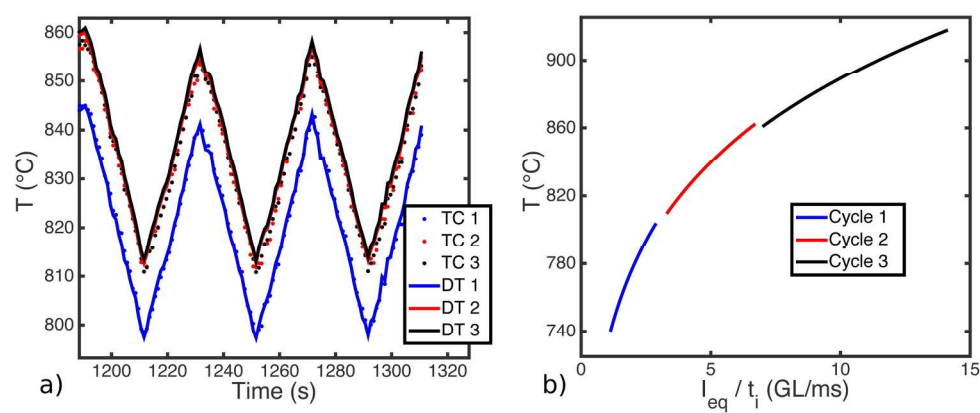 860
850
840
830
820
810
800
T (°C)
1200 1220 1240 1260 1280 1300 1320
Time (s)
TC 1
TC 2
TC 3
DT 1
DT 2
DT 3
a)
900
860
820
780
740
T (°C)
0 5 10 15
I_eq / t_i (GL/ms)
Cycle 1
Cycle 2
Cycle 3
b)